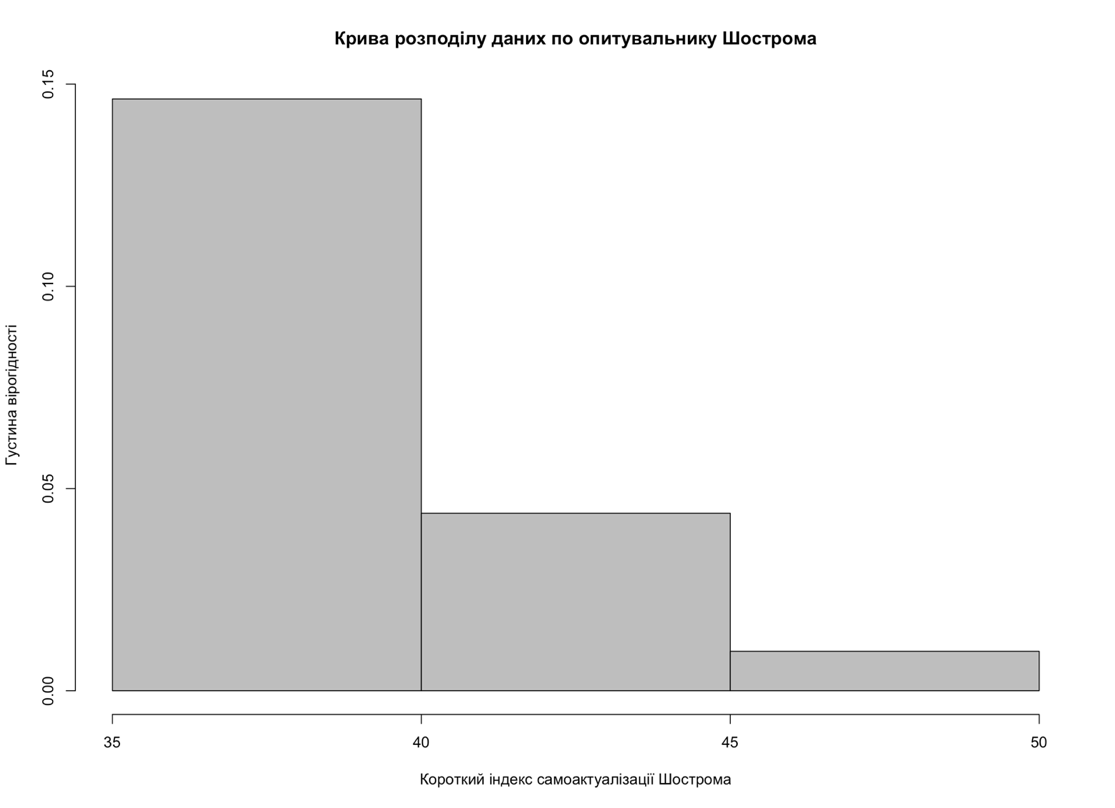 Крива розподілу даних по опитувальнику Шострома
0.15
0.10
0.05
0.00
Густина вірогідності
35 40 45 50
Короткий індекс самоактуалізації Шострома